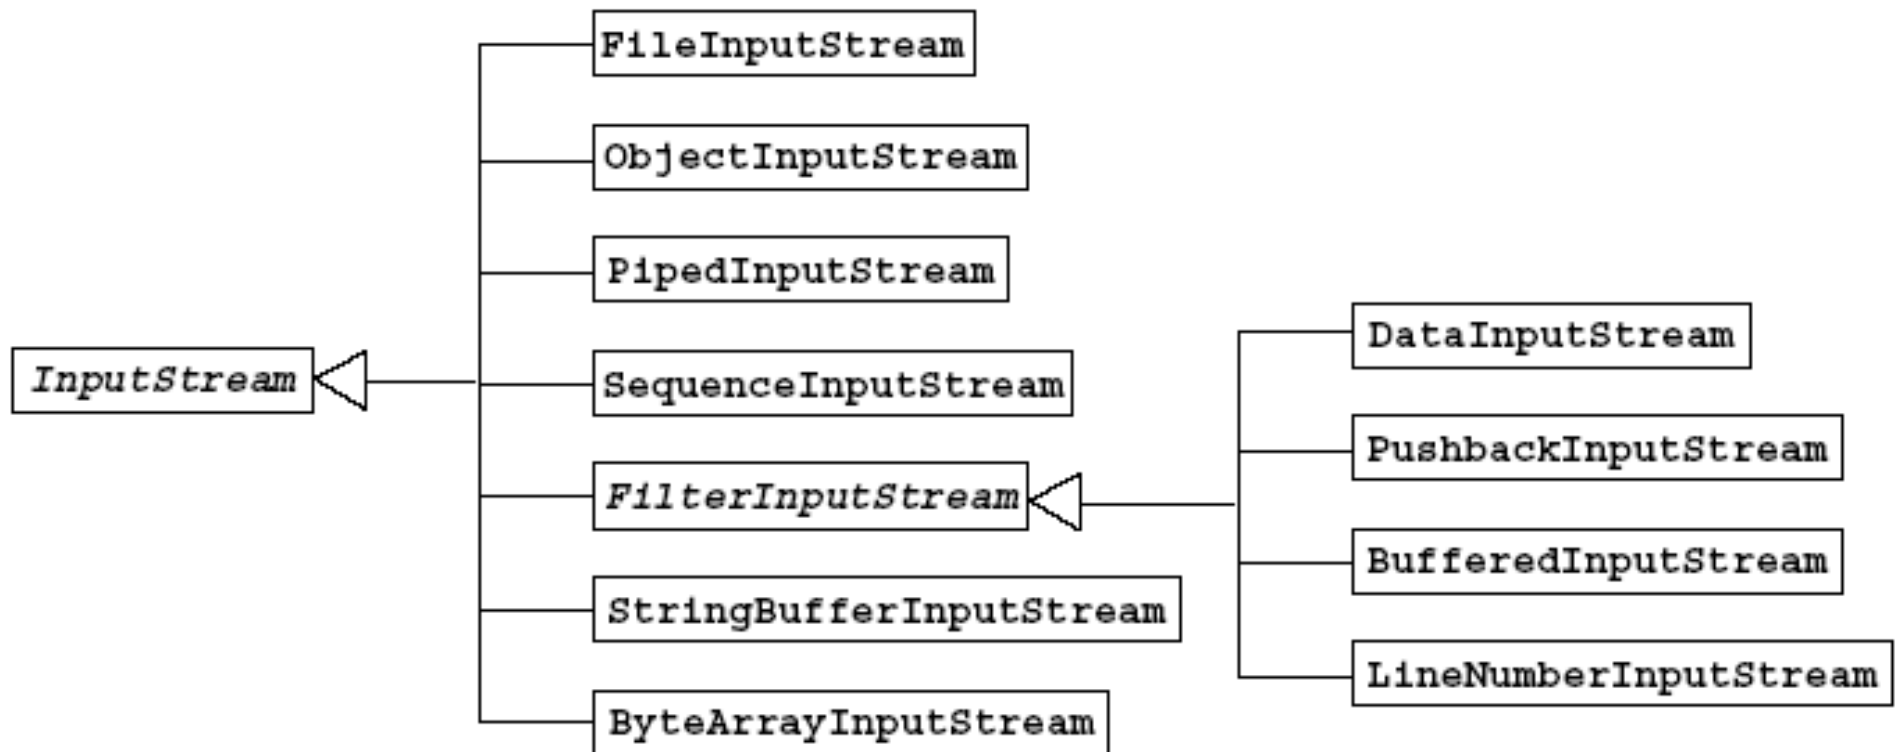 FileInputStream
ObjectInputStream
PipedInputStream
InputStream
SequenceInputStream
FilterInputStream
StringBufferInputStream
ByteArrayInputStream
DataInputStream
PushbackInputStream
BufferedInputStream
LineNumberInputStream